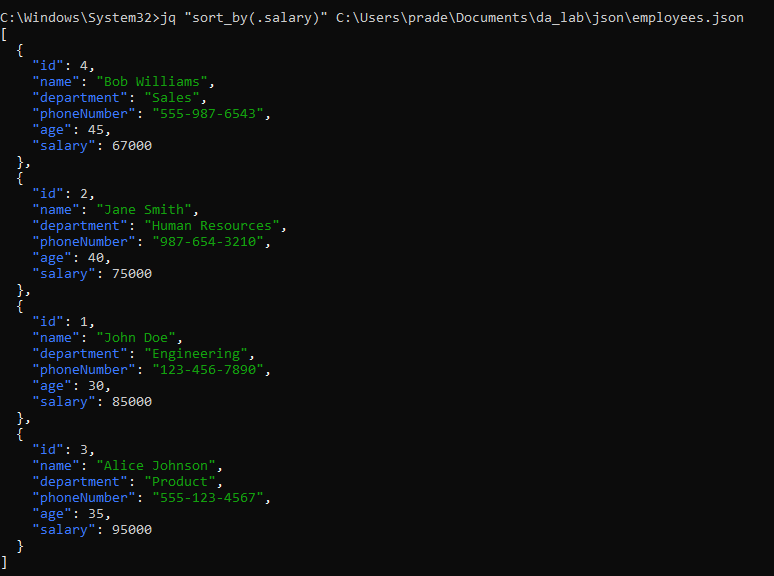 C:\Windows\System32>jq "sort_by(.salary)" C:\Users\prade\Documents\da_lab\json\employees.json
[
  {
    "id": 4,
    "name": "Bob Williams",
    "department": "Sales",
    "phoneNumber": "555-987-6543",
    "age": 45,
    "salary": 67000
  },
  {
    "id": 2,
    "name": "Jane Smith",
    "department": "Human Resources",
    "phoneNumber": "987-654-3210",
    "age": 40,
    "salary": 75000
  },
  {
    "id": 1,
    "name": "John Doe",
    "department": "Engineering",
    "phoneNumber": "123-456-7890",
    "age": 30,
    "salary": 85000
  },
  {
    "id": 3,
    "name": "Alice Johnson",
    "department": "Product",
    "phoneNumber": "555-123-4567",
    "age": 35,
    "salary": 95000
  }
]